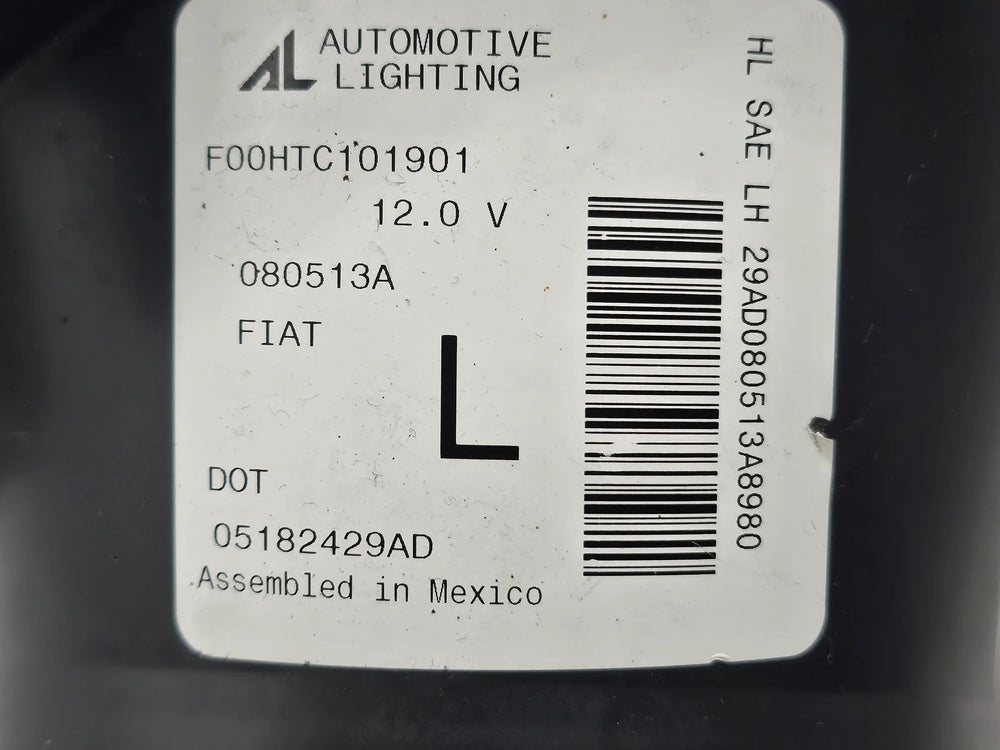 AL AUTOMOTIVE
LIGHTING
F00HTC101901
12.0 V
080513A
FIAT
L
DOT
05182429AD
Assembled in Mexico
HL SAE LH 29AD080513A8980